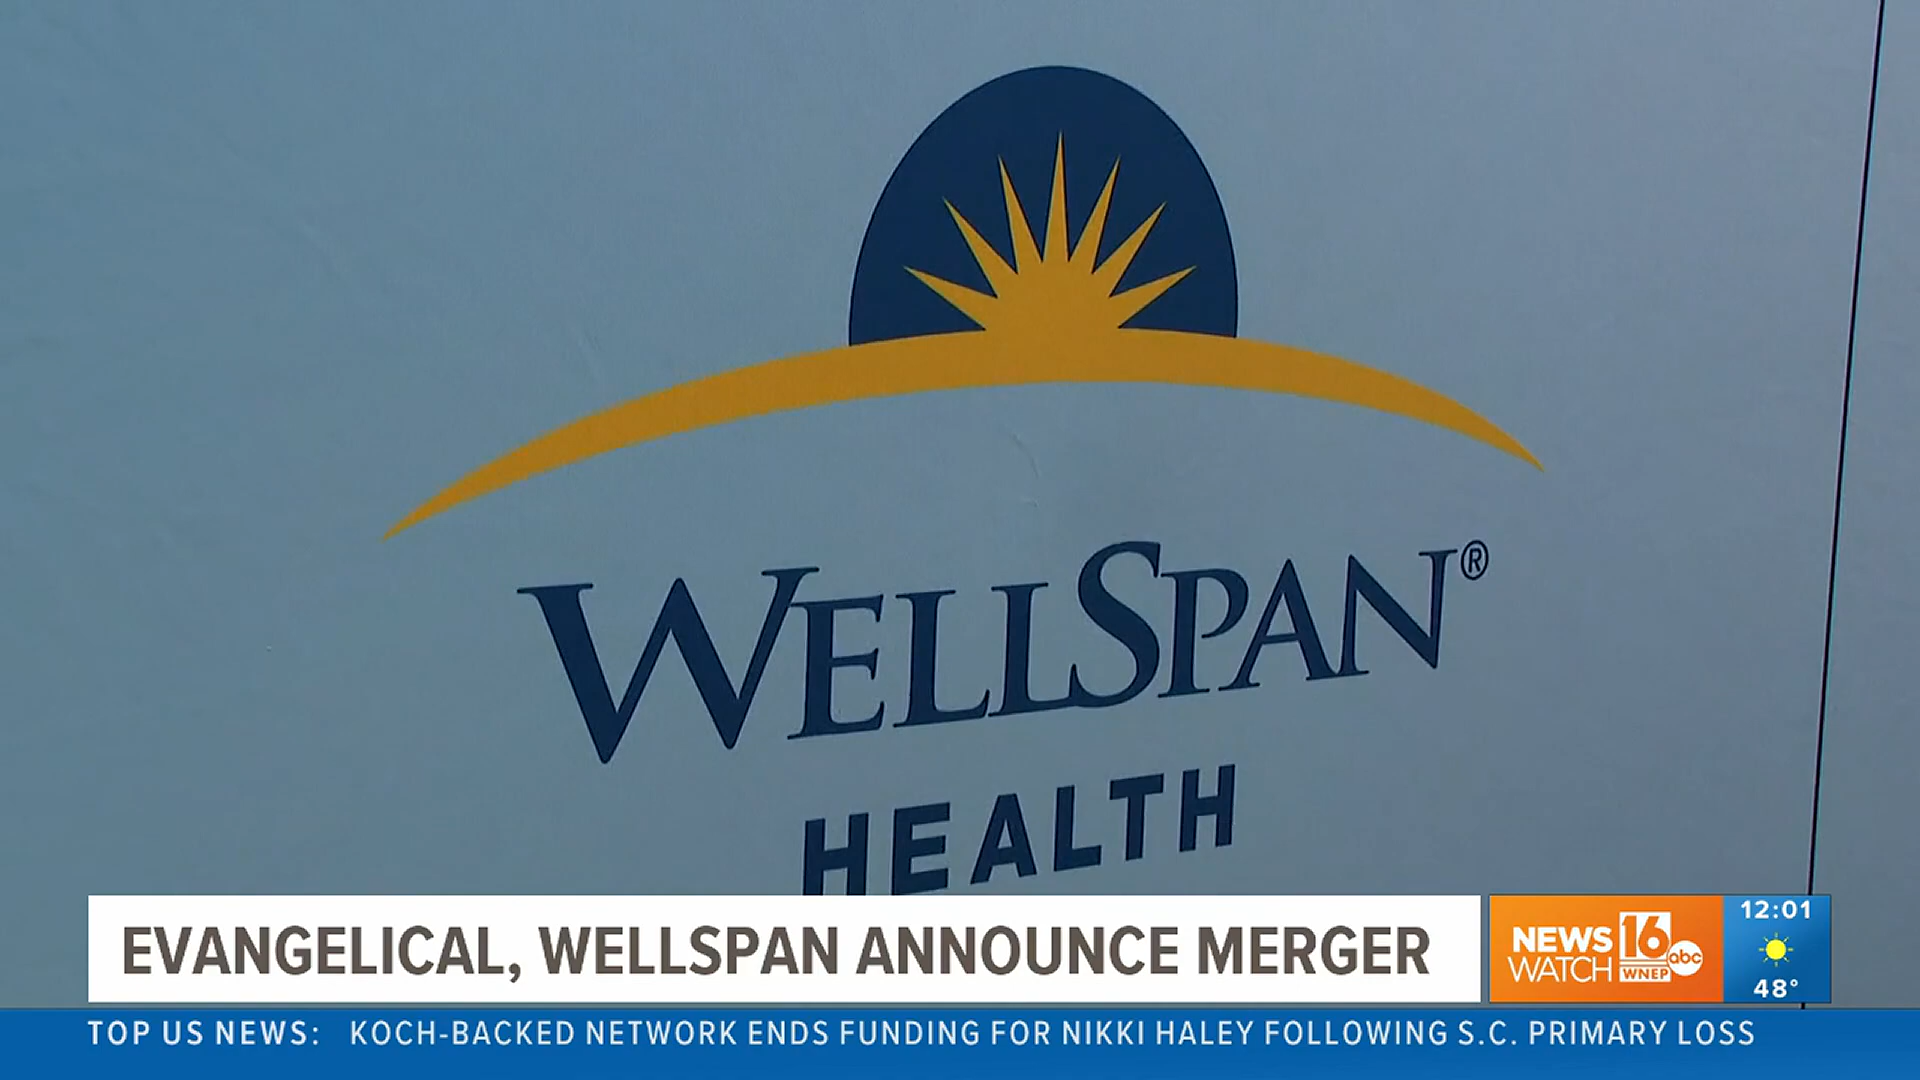 WELLSPAN®
HEALTH
EVANGELICAL, WELLSPAN ANNOUNCE MERGER
NEWS
WATCH
16
WNEP
abc
12:01
48°
TOP US NEWS: KOCH-BACKED NETWORK ENDS FUNDING FOR NIKKI HALEY FOLLOWING S.C. PRIMARY LOSS